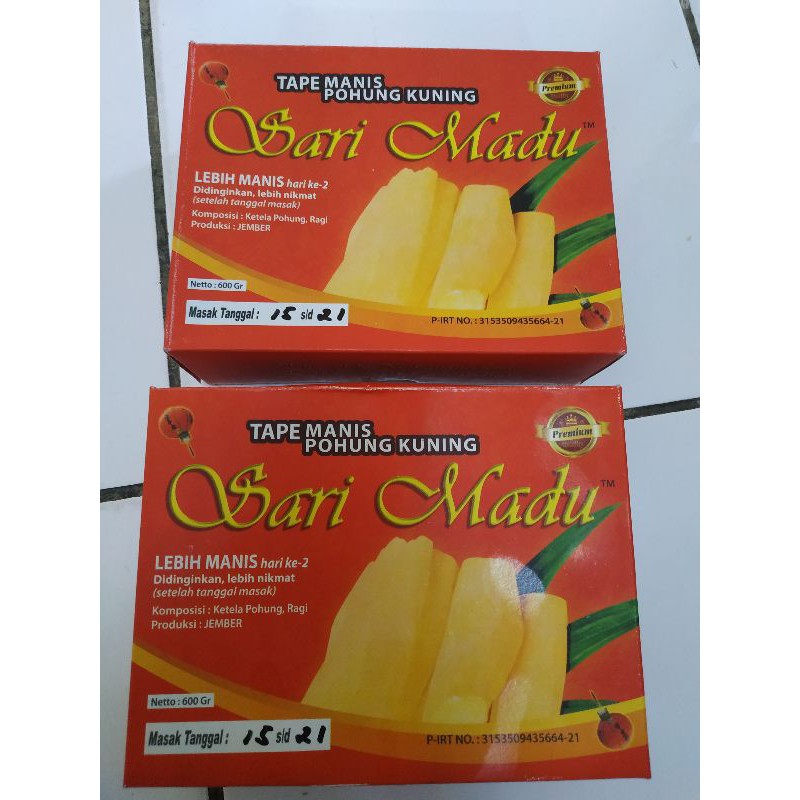 TAPE MANIS
POHUNG KUNING
Premium
Sari Madu TM
LEBIH MANIS hari ke-2
Didinginkan, lebih nikmat
(setelah tanggal masak)
Komposisi : Ketela Pohung, Ragi
Produksi : JEMBER
Netto : 600 Gr
Masak Tanggal : 15 s/d 21
P-IRT NO. : 3153509435664-21
TAPE MANIS
POHUNG KUNING
Premium
Sari Madu TM
LEBIH MANIS hari ke-2
Didinginkan, lebih nikmat
(setelah tanggal masak)
Komposisi : Ketela Pohung, Ragi
Produksi : JEMBER
Netto : 600 Gr
Masak Tanggal : 15 s/d 21
P-IRT NO. : 3153509435664-21